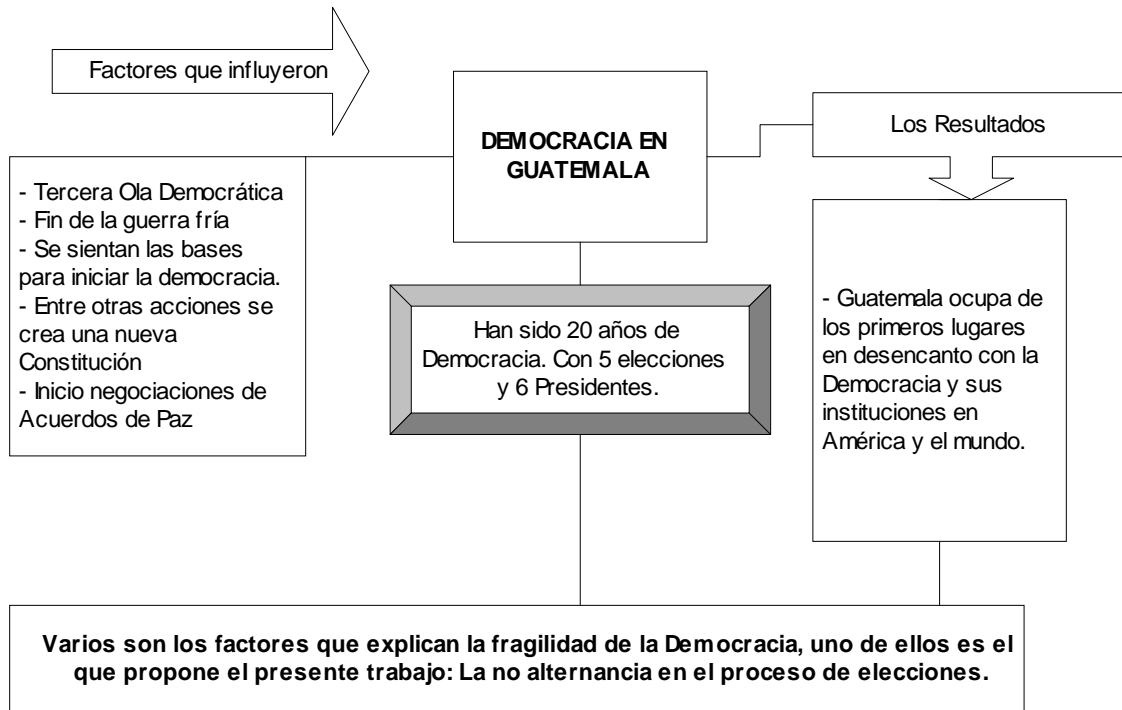 Factores que influyeron
DEMOCRACIA EN
GUATEMALA
Los Resultados
- Tercera Ola Democrática
- Fin de la guerra fría
- Se sientan las bases
para iniciar la democracia.
- Entre otras acciones se
crea una nueva
Constitución
- Inicio negociaciones de
Acuerdos de Paz
Han sido 20 años de
Democracia. Con 5 elecciones
y 6 Presidentes.
- Guatemala ocupa de
los primeros lugares
en desencanto con la
Democracia y sus
instituciones en
América y el mundo.
Varios son los factores que explican la fragilidad de la Democracia, uno de ellos es el
que propone el presente trabajo: La no alternancia en el proceso de elecciones.